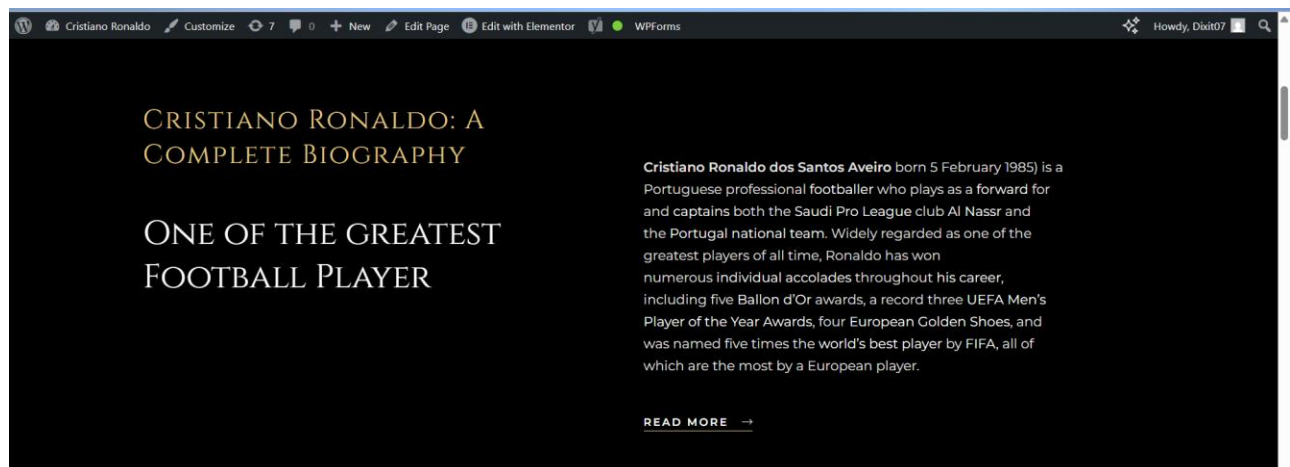 Cristiano Ronaldo Customize 7 0 New Edit Page Edit with Elementor WPForms Howdy, Dixit07
Cristiano Ronaldo: A
Complete Biography
One of the greatest
Football Player
Cristiano Ronaldo dos Santos Aveiro born 5 February 1985) is a
Portuguese professional footballer who plays as a forward for
and captains both the Saudi Pro League club Al Nassr and
the Portugal national team. Widely regarded as one of the
greatest players of all time, Ronaldo has won
numerous individual accolades throughout his career,
including five Ballon d’Or awards, a record three UEFA Men’s
Player of the Year Awards, four European Golden Shoes, and
was named five times the world’s best player by FIFA, all of
which are the most by a European player.
READ MORE →